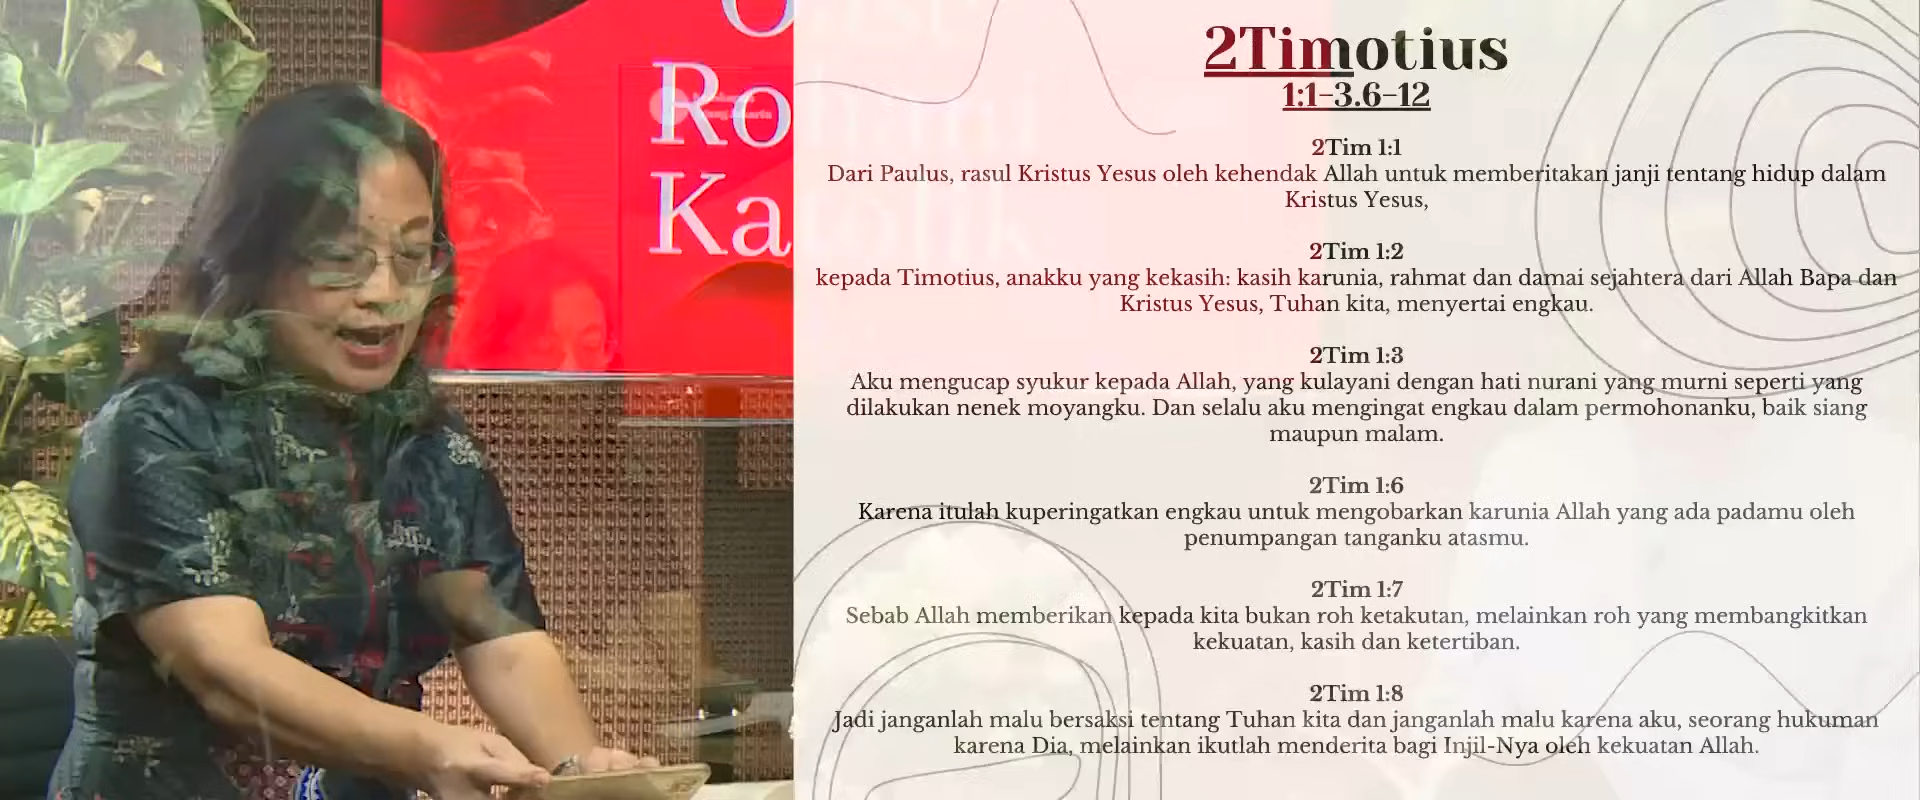 Ro
Ka
2Timotius
1:1-3.6-12
2Tim 1:1
Dari Paulus, rasul Kristus Yesus oleh kehendak Allah untuk memberitakan janji tentang hidup dalam
Kristus Yesus,
2Tim 1:2
kepada Timotius, anakku yang kekasih: kasih karunia, rahmat dan damai sejahtera dari Allah Bapa dan
Kristus Yesus, Tuhan kita, menyertai engkau.
2Tim 1:3
Aku mengucap syukur kepada Allah, yang kulayani dengan hati nurani yang murni seperti yang
dilakukan nenek moyangku. Dan selalu aku mengingat engkau dalam permohonanku, baik siang
maupun malam.
2Tim 1:6
Karena itulah kuperingatkan engkau untuk mengobarkan karunia Allah yang ada padamu oleh
penumpangan tanganku atasmu.
2Tim 1:7
Sebab Allah memberikan kepada kita bukan roh ketakutan, melainkan roh yang membangkitkan
kekuatan, kasih dan ketertiban.
2Tim 1:8
Jadi janganlah malu bersaksi tentang Tuhan kita dan janganlah malu karena aku, seorang hukuman
karena Dia, melainkan ikutlah menderita bagi Injil-Nya oleh kekuatan Allah.